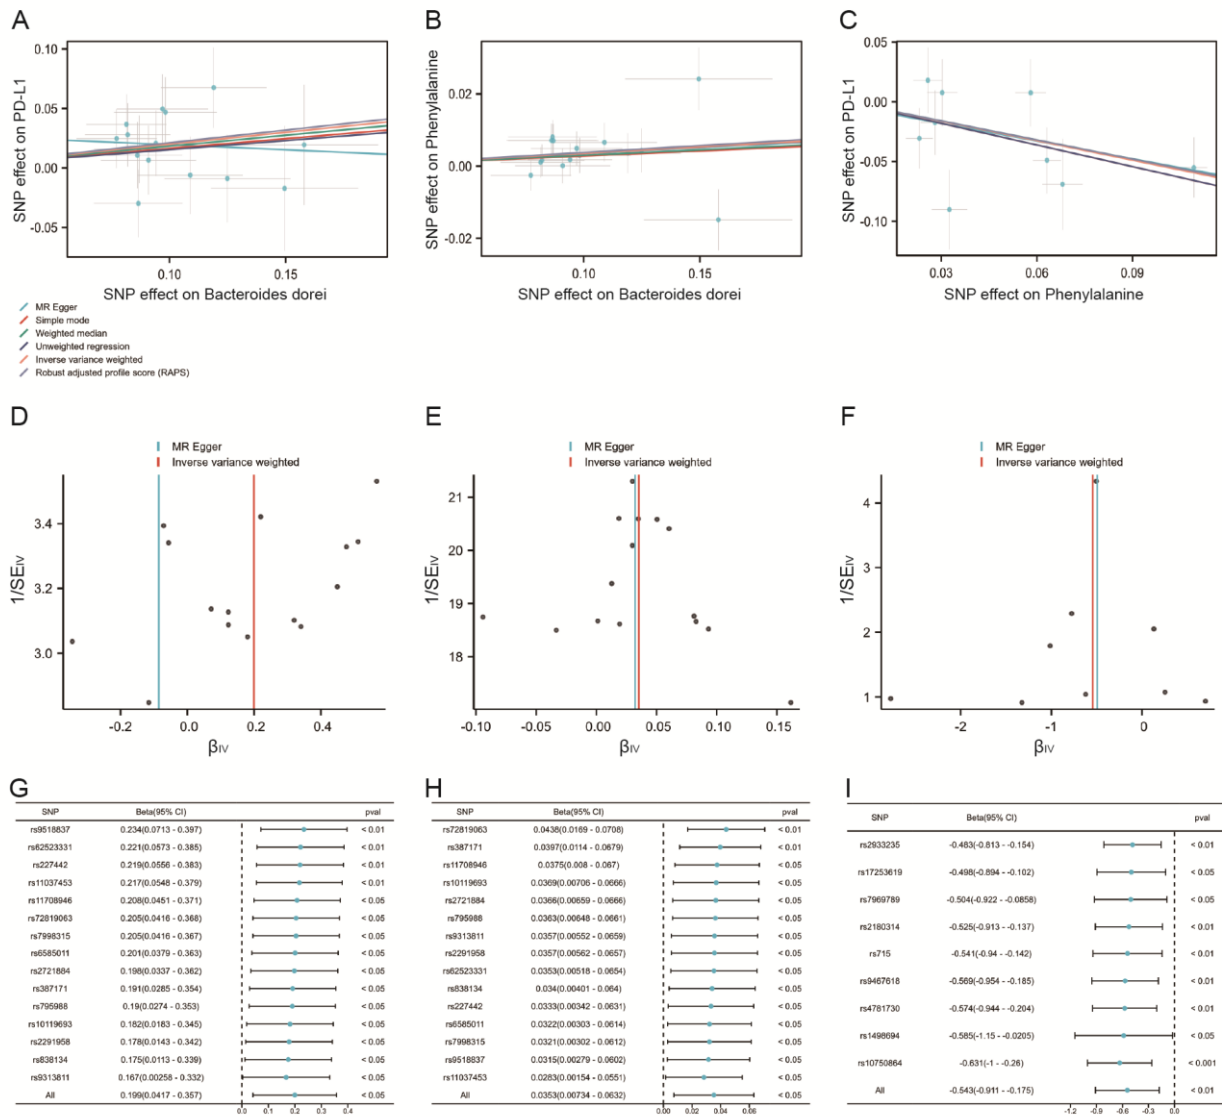 A
B
C
0.10
0.05
0.00
-0.05
SNP effect on PD-L1
0.10
0.15
SNP effect on Bacteroides dorei
0.02
0.00
-0.02
SNP effect on Phenylalanine
0.10
0.15
SNP effect on Bacteroides dorei
0.05
0.00
-0.05
-0.10
SNP effect on PD-L1
0.03
0.06
0.09
SNP effect on Phenylalanine
MR Egger
Simple mode
Weighted median
Unweighted regression
Inverse variance weighted
Robust adjusted profile score (RAPS)
D
E
F
MR Egger
Inverse variance weighted
3.4
3.2
3.0
1/SEIV
-0.2
0.0
0.2
0.4
βIV
MR Egger
Inverse variance weighted
21
20
19
18
1/SEIV
-0.10
-0.05
0.00
0.05
0.10
0.15
βIV
MR Egger
Inverse variance weighted
4
3
2
1
1/SEIV
-2
-1
0
βIV
G
SNP Beta(95% CI) pval
rs9518837 0.234(0.0713 - 0.397) < 0.01
rs62523331 0.221(0.0573 - 0.385) < 0.01
rs227442 0.219(0.0556 - 0.383) < 0.01
rs11037453 0.217(0.0548 - 0.379) < 0.01
rs11708946 0.208(0.0451 - 0.371) < 0.05
rs72819063 0.205(0.0416 - 0.368) < 0.05
rs7998315 0.205(0.0416 - 0.367) < 0.05
rs6585011 0.201(0.0379 - 0.363) < 0.05
rs2721884 0.198(0.0337 - 0.362) < 0.05
rs387171 0.191(0.0285 - 0.354) < 0.05
rs795988 0.19(0.0274 - 0.353) < 0.05
rs10119693 0.182(0.0183 - 0.345) < 0.05
rs2291958 0.178(0.0143 - 0.342) < 0.05
rs838134 0.175(0.0113 - 0.339) < 0.05
rs9313811 0.167(0.00258 - 0.332) < 0.05
All 0.199(0.0417 - 0.357) < 0.05
0.0 0.2 0.4
H
SNP Beta(95% CI) pval
rs72819063 0.0438(0.0169 - 0.0708) < 0.01
rs387171 0.0397(0.0114 - 0.0679) < 0.01
rs11708946 0.0375(0.008 - 0.067) < 0.05
rs10119693 0.0369(0.00706 - 0.0666) < 0.05
rs2721884 0.0366(0.00659 - 0.0666) < 0.05
rs795988 0.0363(0.00648 - 0.0661) < 0.05
rs9313811 0.0357(0.00552 - 0.0659) < 0.05
rs2291958 0.0357(0.00562 - 0.0657) < 0.05
rs62523331 0.0353(0.00518 - 0.0654) < 0.05
rs838134 0.034(0.00401 - 0.064) < 0.05
rs227442 0.0333(0.00342 - 0.0631) < 0.05
rs6585011 0.0322(0.00303 - 0.0614) < 0.05
rs7998315 0.0321(0.00302 - 0.0612) < 0.05
rs9518837 0.0315(0.00279 - 0.0602) < 0.05
rs11037453 0.0283(0.00154 - 0.0551) < 0.05
All 0.0353(0.00734 - 0.0632) < 0.05
0.00 0.02 0.04 0.06
I
SNP Beta(95% CI) pval
rs2933235 -0.483(-0.813 - -0.154) < 0.01
rs17253619 -0.498(-0.894 - -0.102) < 0.05
rs7969789 -0.504(-0.922 - -0.0858) < 0.05
rs2180314 -0.525(-0.913 - -0.137) < 0.01
rs715 -0.541(-0.94 - -0.142) < 0.01
rs9467618 -0.569(-0.954 - -0.185) < 0.01
rs4781730 -0.574(-0.944 - -0.204) < 0.01
rs1498694 -0.585(-1.15 - -0.0205) < 0.05
rs10750864 -0.631(-1 - -0.26) < 0.001
All -0.543(-0.911 - -0.175) < 0.01
-1.2 -0.9 -0.6 -0.3 0.0